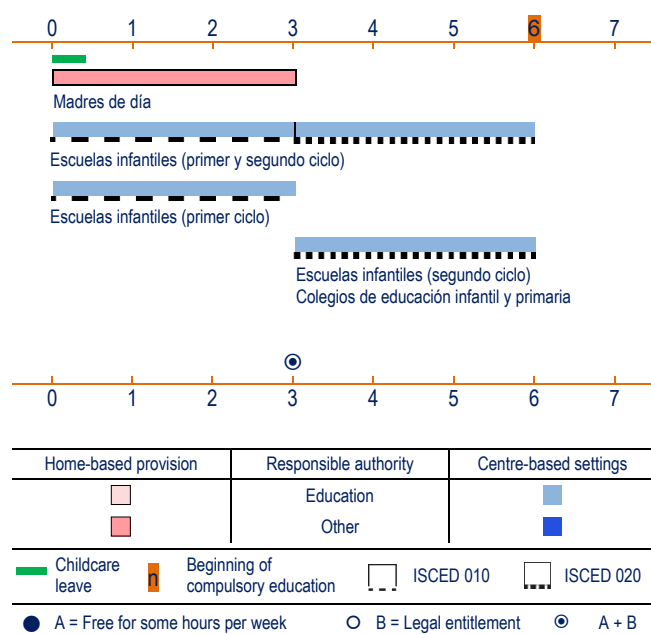 0 1 2 3 4 5 6 7
Madres de día
Escuelas infantiles (primer y segundo ciclo)
Escuelas infantiles (primer ciclo)
Escuelas infantiles (segundo ciclo)
Colegios de educación infantil y primaria
0 1 2 3 4 5 6 7
Home-based provision Responsible authority Centre-based settings
Education
Other
Childcare leave
n Beginning of compulsory education
ISCED 010
ISCED 020
A = Free for some hours per week B = Legal entitlement A + B